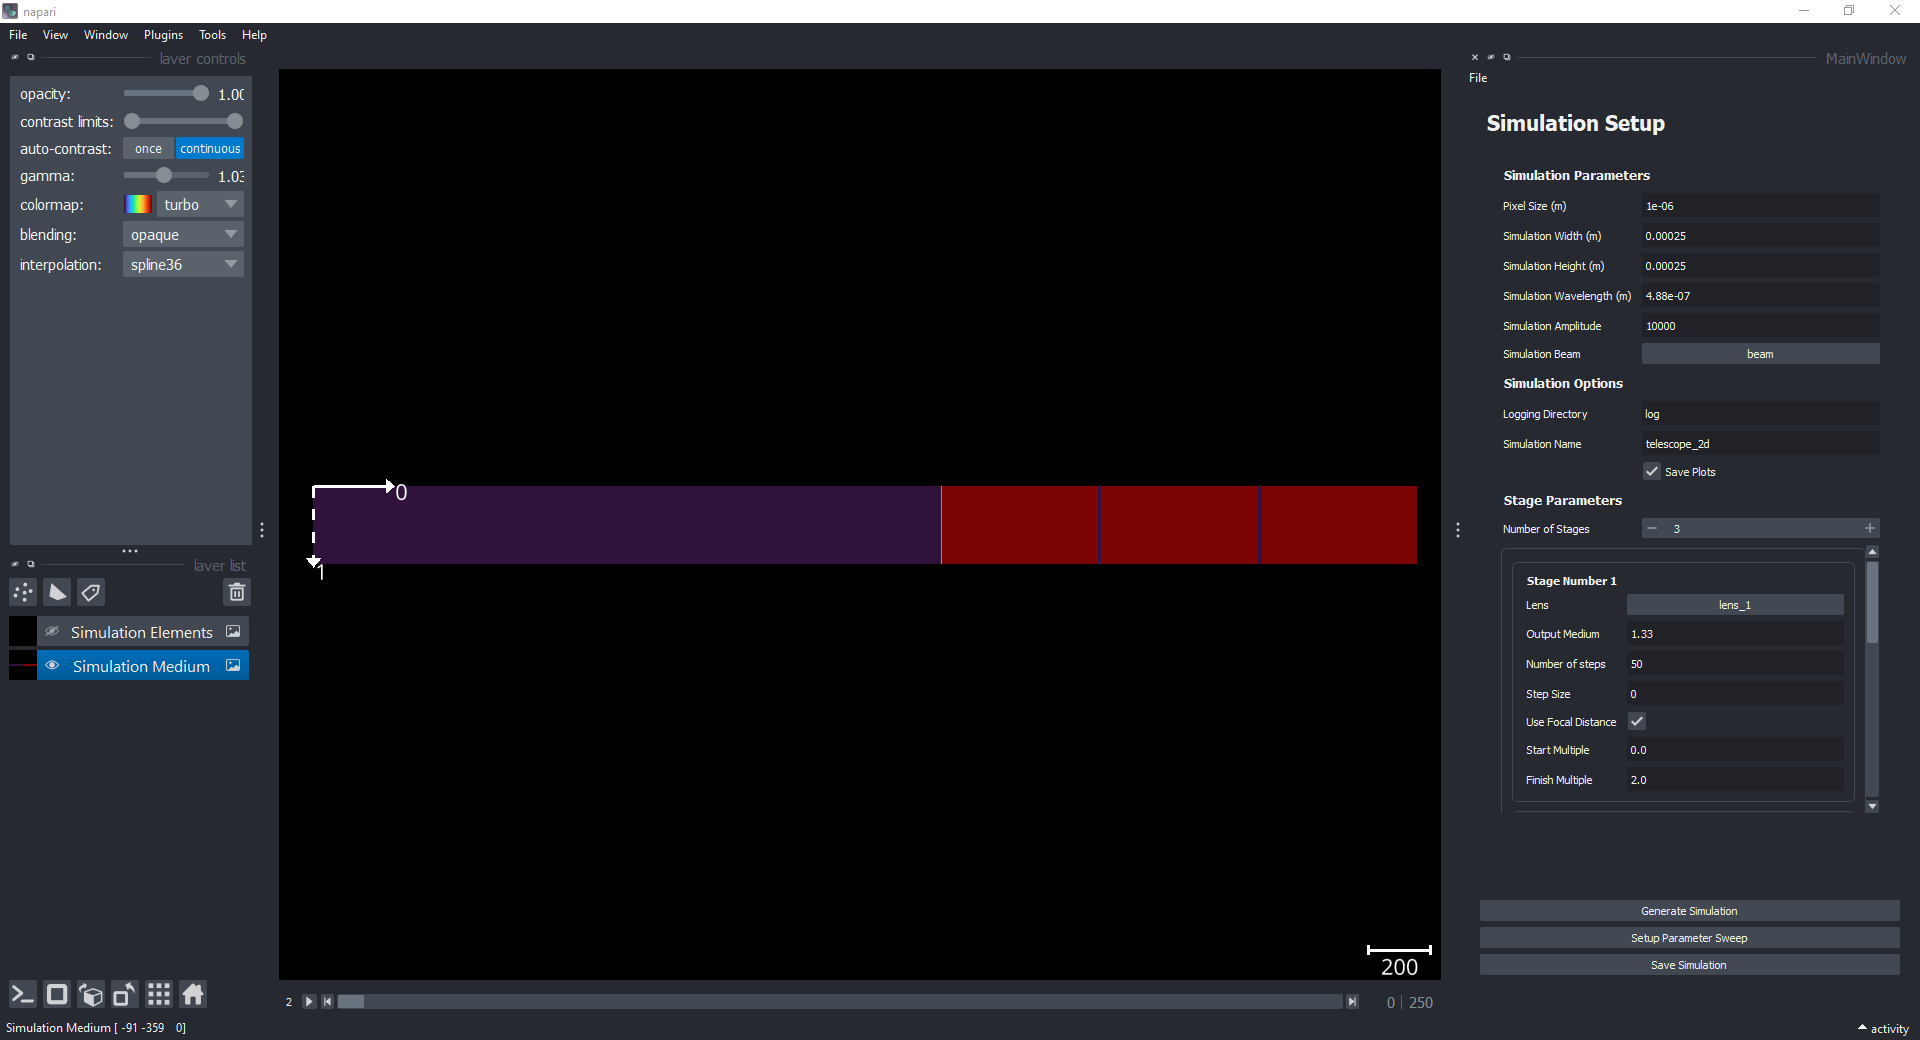 napari
File View Window Plugins Tools Help
layer controls
opacity: 1.00
contrast limits:
auto-contrast: once continuous
gamma: 1.03
colormap: turbo
blending: opaque
interpolation: spline36
layer list
Simulation Elements
Simulation Medium
0
1
200
2 0 | 250
Simulation Medium [ -91 -359 0]
MainWindow
File
Simulation Setup
Simulation Parameters
Pixel Size (m) 1e-06
Simulation Width (m) 0.00025
Simulation Height (m) 0.00025
Simulation Wavelength (m) 4.88e-07
Simulation Amplitude 10000
Simulation Beam beam
Simulation Options
Logging Directory log
Simulation Name telescope_2d
Save Plots
Stage Parameters
Number of Stages 3
Stage Number 1
Lens lens_1
Output Medium 1.33
Number of steps 50
Step Size 0
Use Focal Distance
Start Multiple 0.0
Finish Multiple 2.0
Generate Simulation
Setup Parameter Sweep
Save Simulation
activity